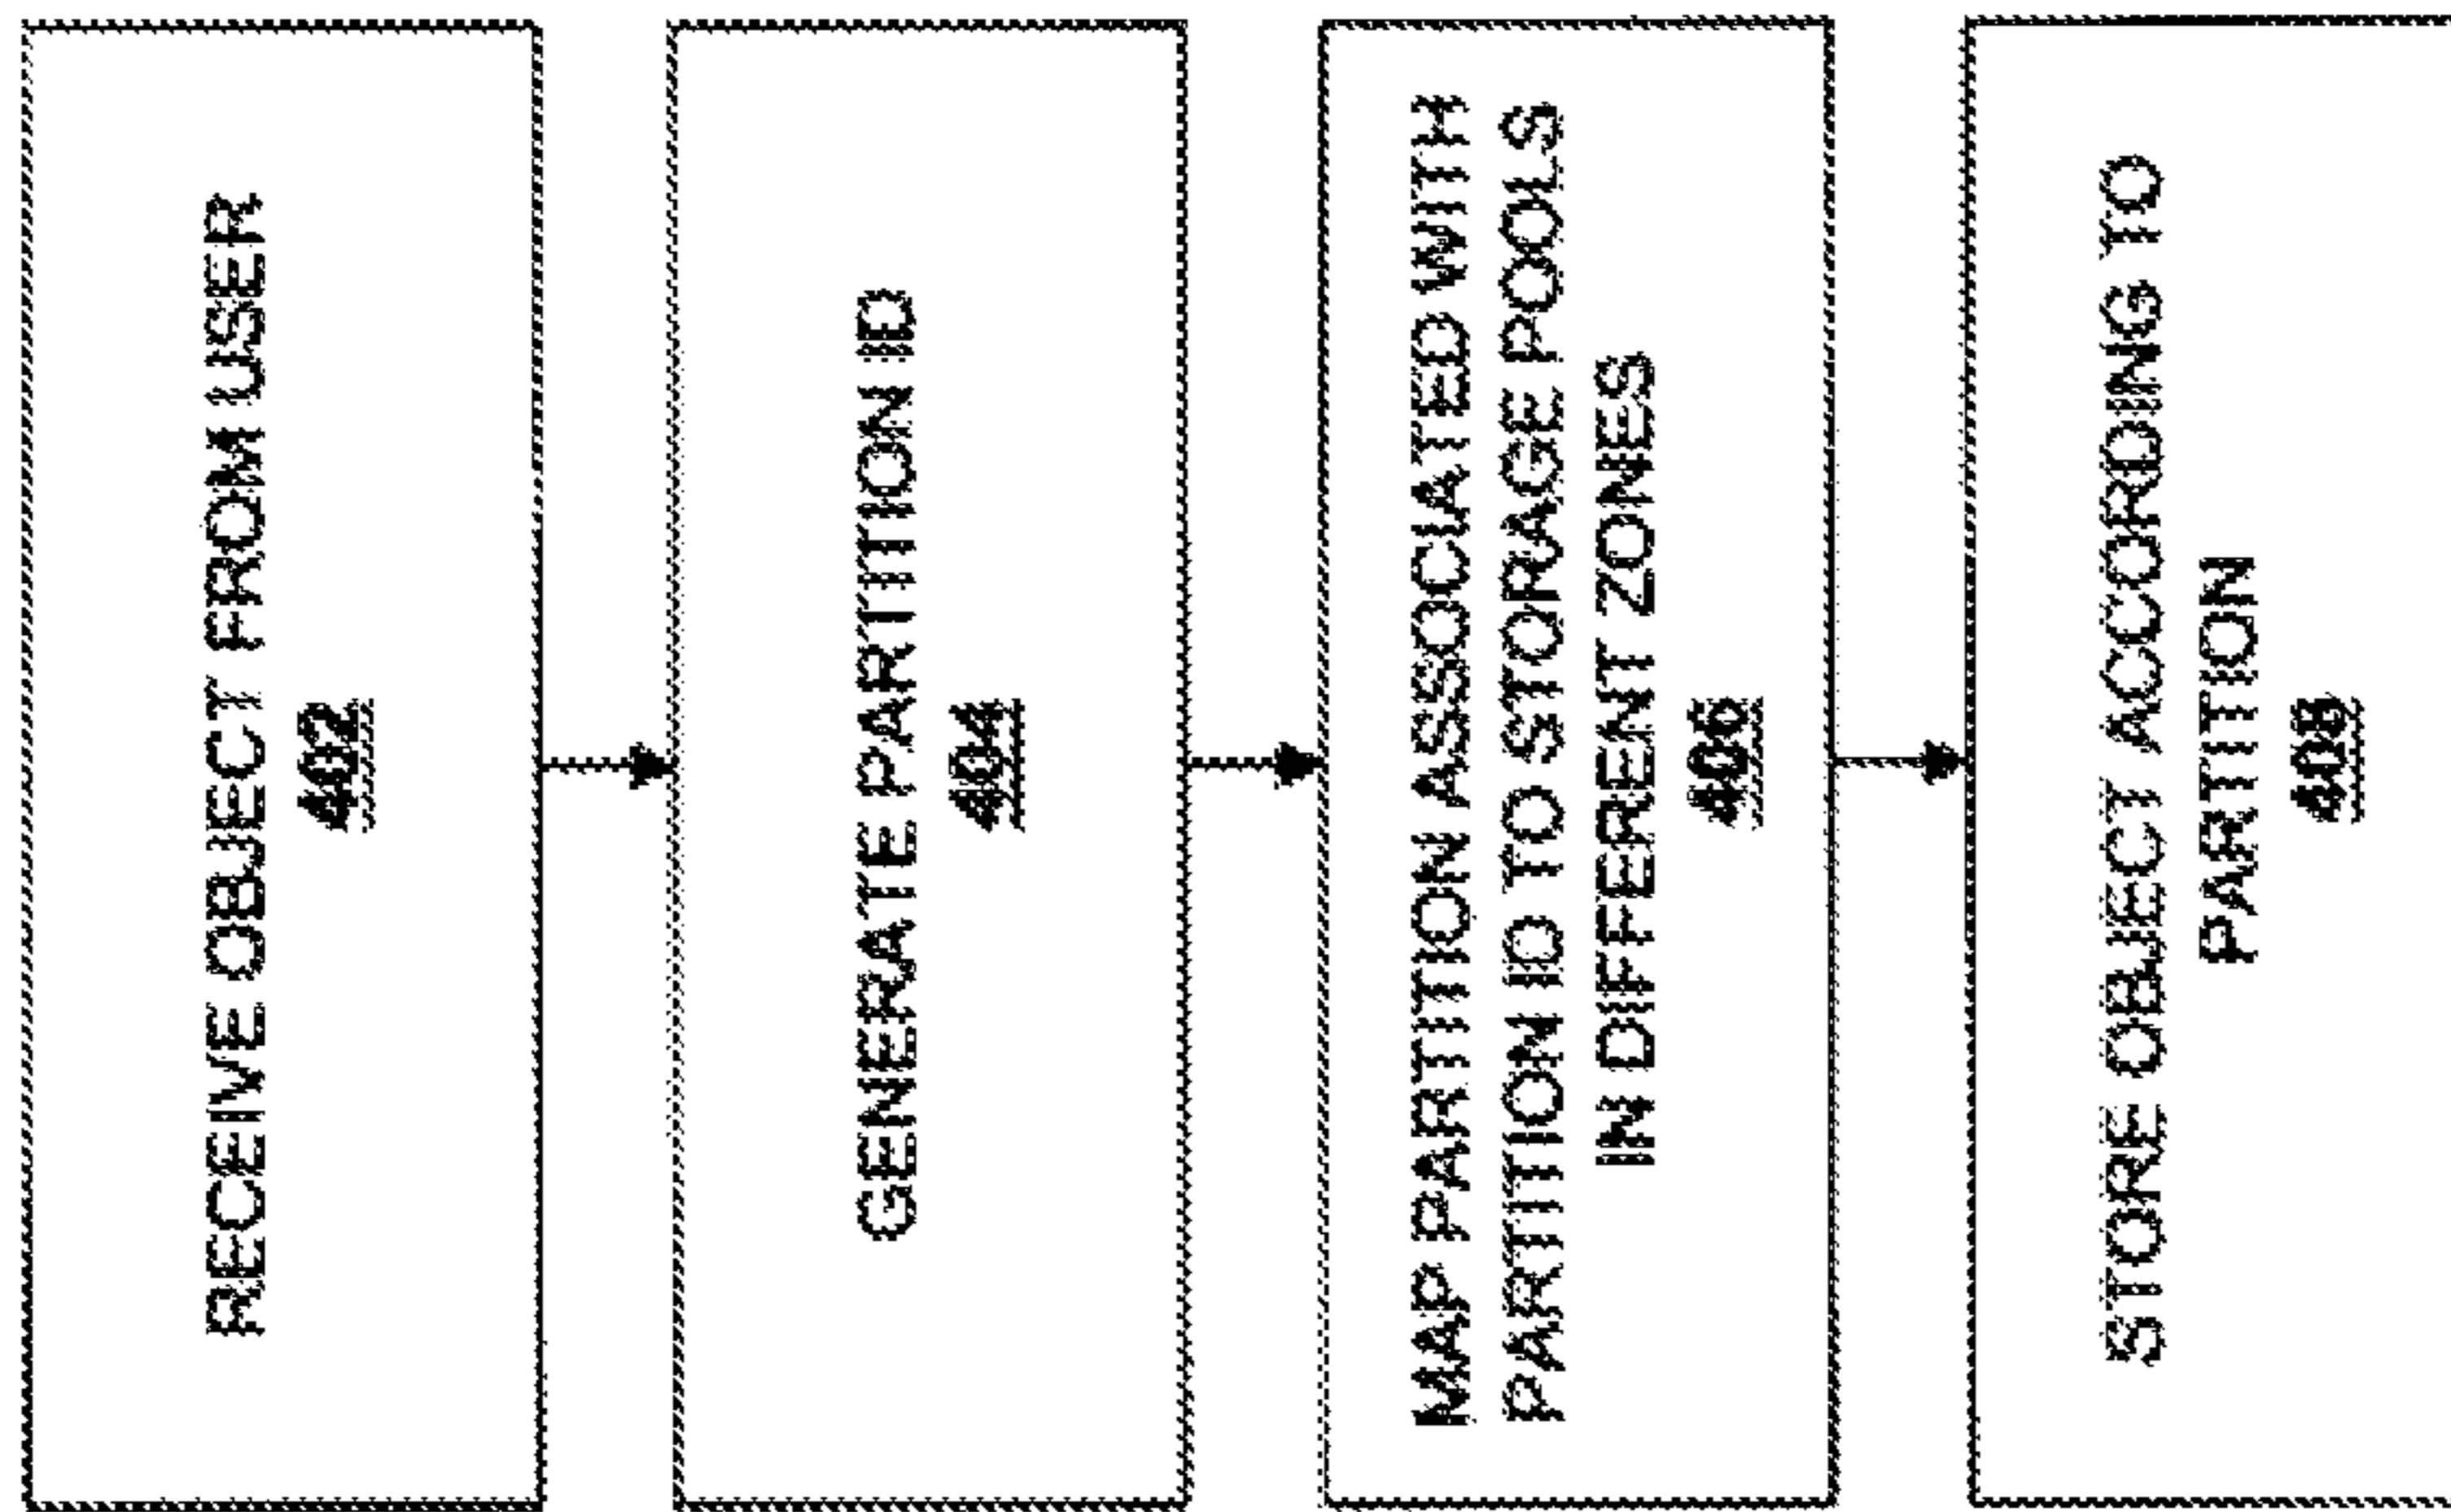 RECEIVE OBJECT FROM USER
402
GENERATE PARTITION ID
404
MAP PARTITION ASSOCIATED WITH
PARTITION ID TO STORAGE POOLS
IN DIFFERENT ZONES
406
STORE OBJECT ACCORDING TO
PARTITION
408